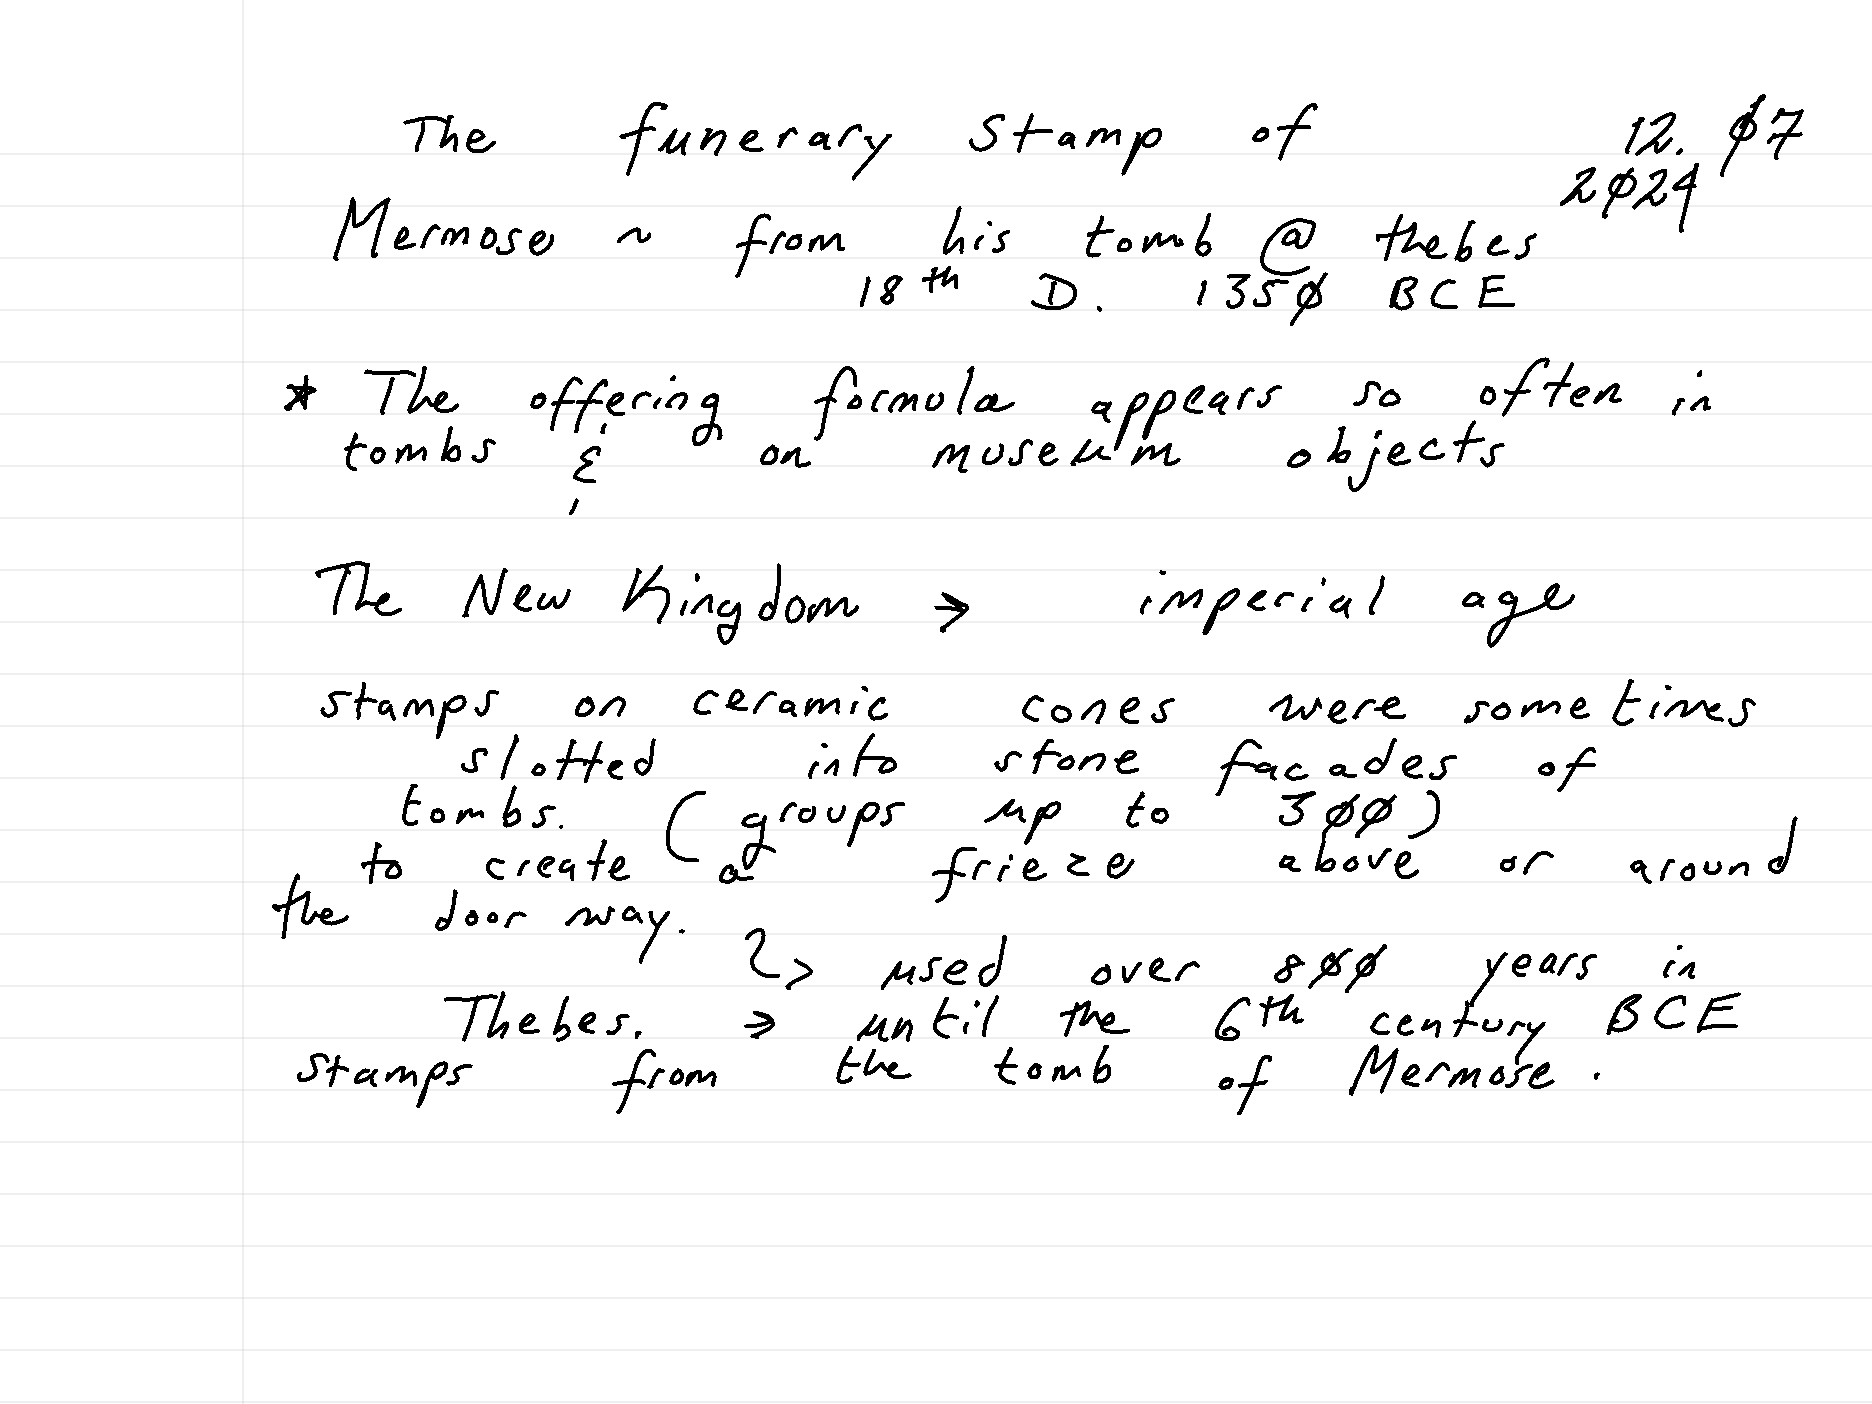 The funerary Stamp of 12.07
2024
Mermose ~ from his tomb @ thebes
18th D. 1350 BCE
* The offering formula appears so often in
tombs & on museum objects
The New Kingdom → imperial age
stamps on ceramic cones were sometimes
slotted into stone facades of
tombs. (groups up to 300)
to create a frieze above or around
the door way.
↳ used over 800 years in
Thebes. → until the 6th century BCE
stamps from the tomb of Mermose.